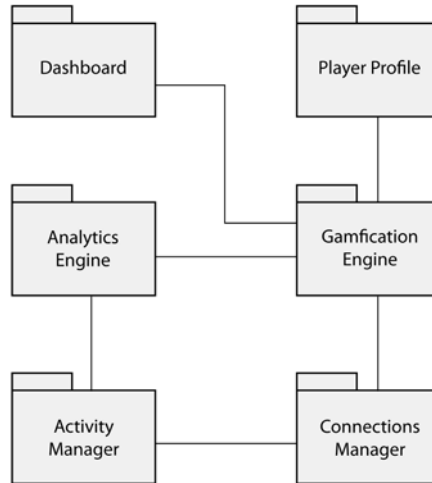 Dashboard
Player Profile
Analytics
Engine
Gamfication
Engine
Activity
Manager
Connections
Manager